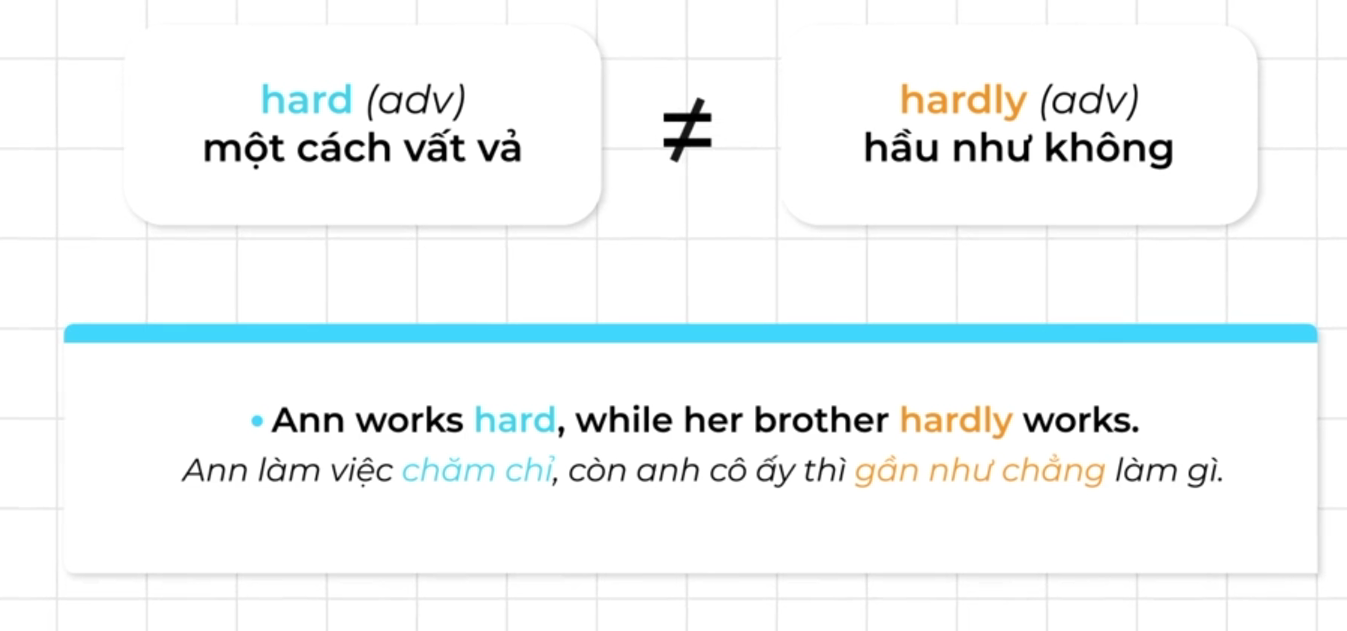 hard (adv)
một cách vất vả
≠
hardly (adv)
hầu như không
• Ann works hard, while her brother hardly works.
Ann làm việc chăm chỉ, còn anh cô ấy thì gần như chẳng làm gì.